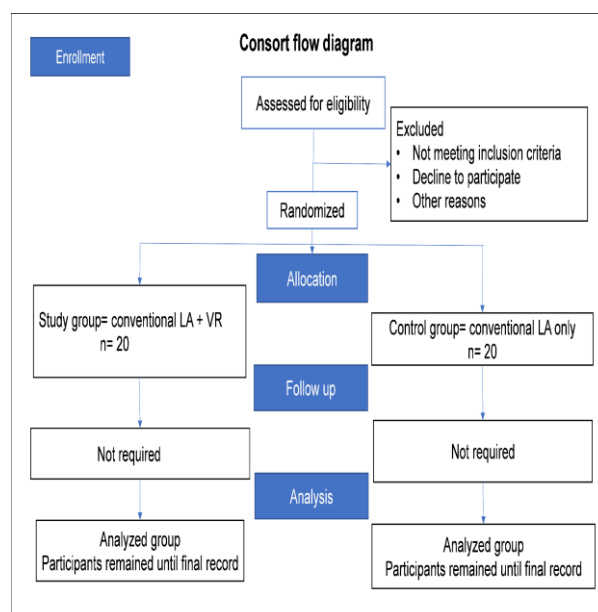 Consort flow diagram
Enrollment
Assessed for eligibility
Excluded
• Not meeting inclusion criteria
• Decline to participate
• Other reasons
Randomized
Allocation
Study group= conventional LA + VR
n= 20
Control group= conventional LA only
n= 20
Follow up
Not required
Not required
Analysis
Analyzed group
Participants remained until final record
Analyzed group
Participants remained until final record